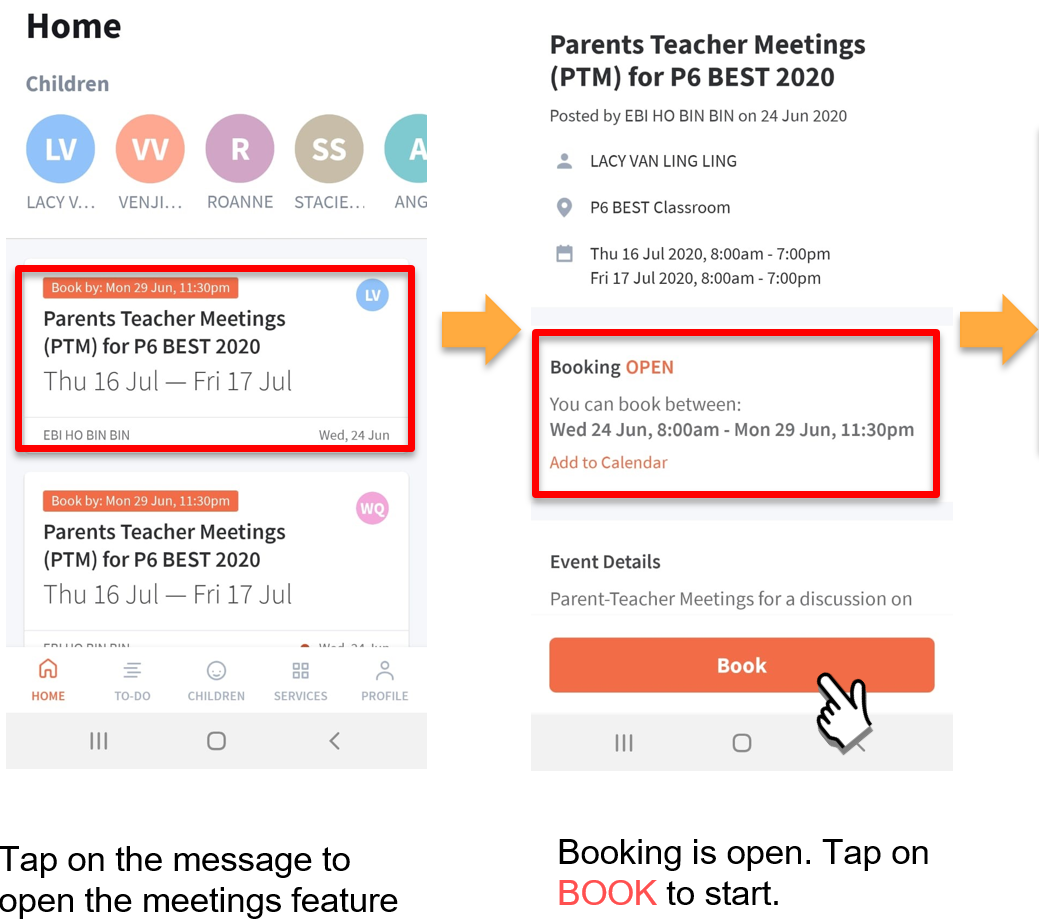 Home
Children
LV
VV
R
SS
A
LACY V...
VENJI...
ROANNE
STACIE...
ANG
Book by: Mon 29 Jun, 11:30pm
LV
Parents Teacher Meetings
(PTM) for P6 BEST 2020
Thu 16 Jul — Fri 17 Jul
EBI HO BIN BIN
Wed, 24 Jun
Book by: Mon 29 Jun, 11:30pm
WQ
Parents Teacher Meetings
(PTM) for P6 BEST 2020
Thu 16 Jul — Fri 17 Jul
EBI HO BIN BIN
Wed, 24 Jun
HOME
TO-DO
CHILDREN
SERVICES
PROFILE
Tap on the message to
open the meetings feature
Parents Teacher Meetings
(PTM) for P6 BEST 2020
Posted by EBI HO BIN BIN on 24 Jun 2020
LACY VAN LING LING
P6 BEST Classroom
Thu 16 Jul 2020, 8:00am - 7:00pm
Fri 17 Jul 2020, 8:00am - 7:00pm
Booking OPEN
You can book between:
Wed 24 Jun, 8:00am - Mon 29 Jun, 11:30pm
Add to Calendar
Event Details
Parent-Teacher Meetings for a discussion on
Book
Booking is open. Tap on
BOOK to start.